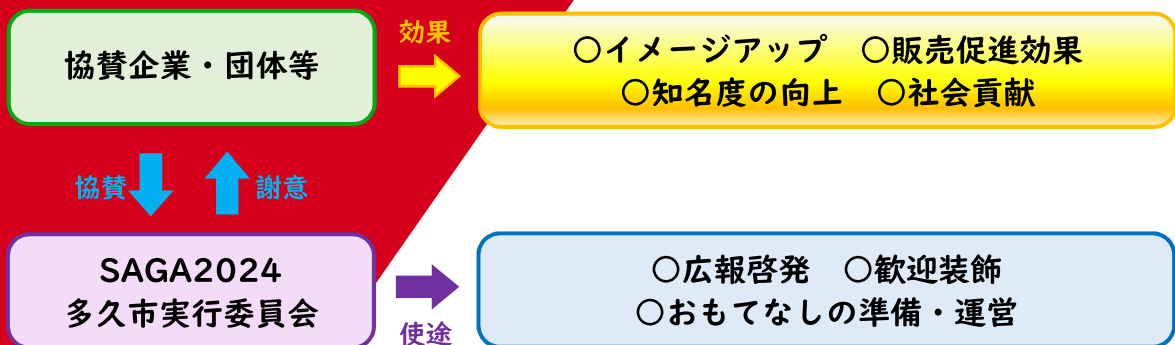 協賛企業・団体等
効果
○イメージアップ　○販売促進効果
○知名度の向上　○社会貢献
協賛
謝意
SAGA2024
多久市実行委員会
使途
○広報啓発　○歓迎装飾
○おもてなしの準備・運営